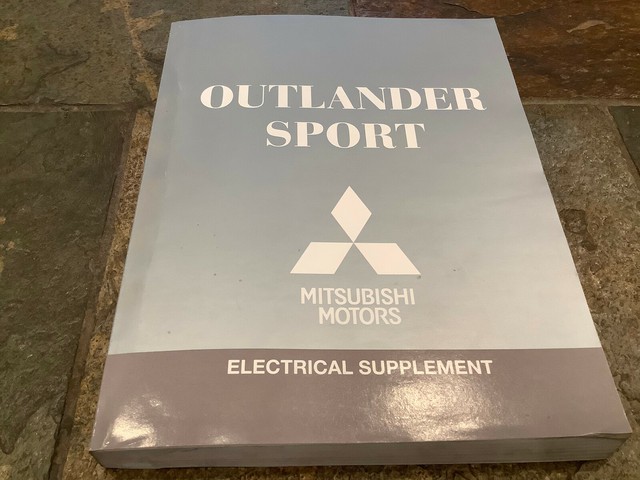 OUTLANDER
SPORT
MITSUBISHI
MOTORS
ELECTRICAL SUPPLEMENT